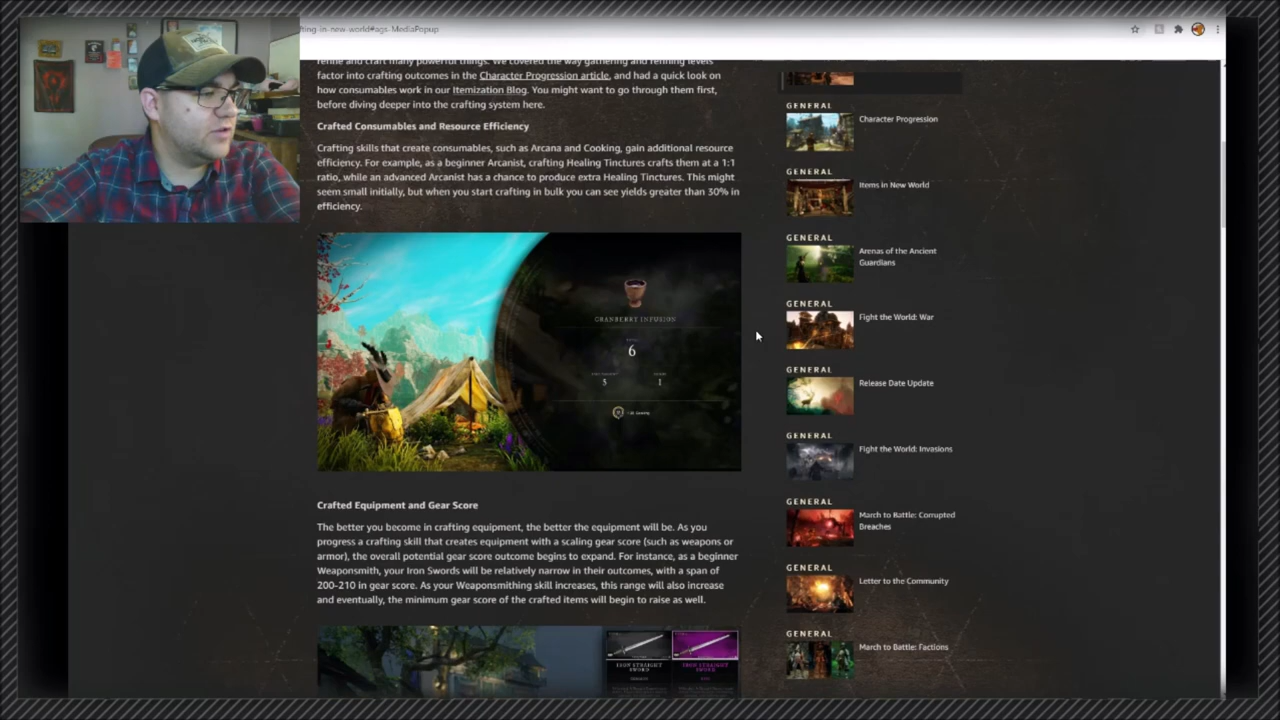 fting-in-new-world#ags-MediaPopup
refine and craft many powerful things. We covered the way gathering and refining levels
factor into crafting outcomes in the Character Progression article, and had a quick look on
how consumables work in our Itemization Blog. You might want to go through them first,
before diving deeper into the crafting system here.
Crafted Consumables and Resource Efficiency
Crafting skills that create consumables, such as Arcana and Cooking, gain additional resource
efficiency. For example, as a beginner Arcanist, crafting Healing Tinctures crafts them at a 1:1
ratio, while an advanced Arcanist has a chance to produce extra Healing Tinctures. This might
seem small initially, but when you start crafting in bulk you can see yields greater than 30% in
efficiency.
CRANBERRY INFUSION
6
5 1
Crafted Equipment and Gear Score
The better you become in crafting equipment, the better the equipment will be. As you
progress a crafting skill that creates equipment with a scaling gear score (such as weapons or
armor), the overall potential gear score outcome begins to expand. For instance, as a beginner
Weaponsmith, your Iron Swords will be relatively narrow in their outcomes, with a span of
200-210 in gear score. As your Weaponsmithing skill increases, this range will also increase
and eventually, the minimum gear score of the crafted items will begin to raise as well.
IRON STRAIGHT
SWORD
IRON STRAIGHT
SWORD
GENERAL
Character Progression
GENERAL
Items in New World
GENERAL
Arenas of the Ancient
Guardians
GENERAL
Fight the World: War
GENERAL
Release Date Update
GENERAL
Fight the World: Invasions
GENERAL
March to Battle: Corrupted
Breaches
GENERAL
Letter to the Community
GENERAL
March to Battle: Factions